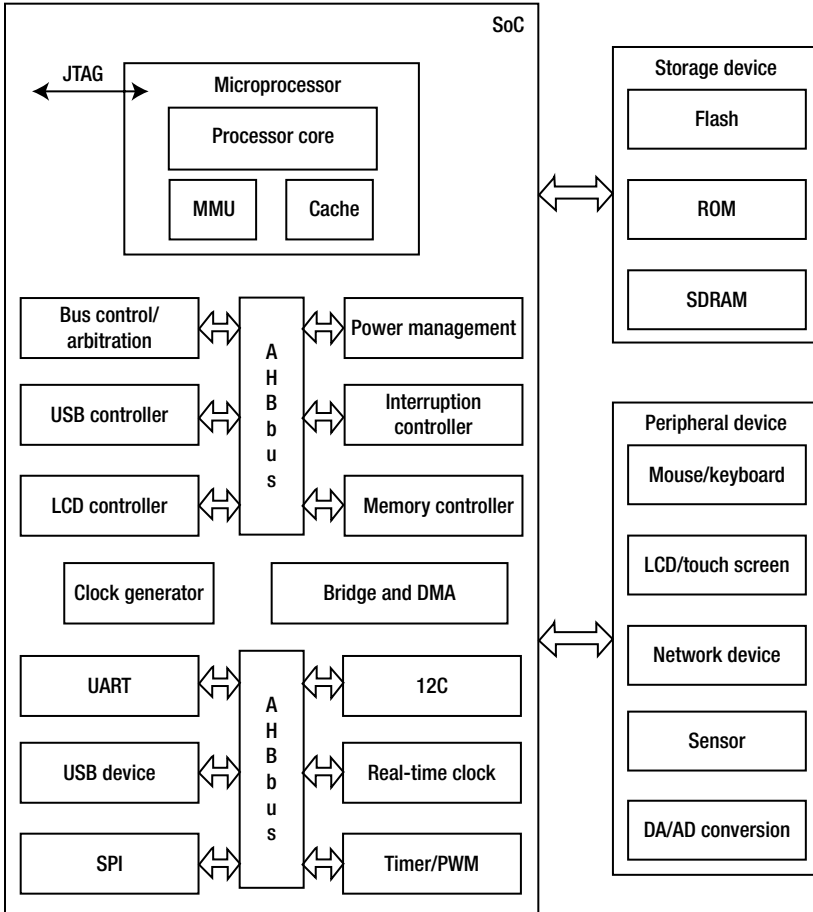 SoC
JTAG
Microprocessor
Processor core
MMU
Cache
Bus control/
arbitration
Power management
USB controller
Interruption
controller
LCD controller
Memory controller
A
H
B
b
u
s
Clock generator
Bridge and DMA
UART
12C
USB device
Real-time clock
SPI
Timer/PWM
A
H
B
b
u
s
Storage device
Flash
ROM
SDRAM
Peripheral device
Mouse/keyboard
LCD/touch screen
Network device
Sensor
DA/AD conversion